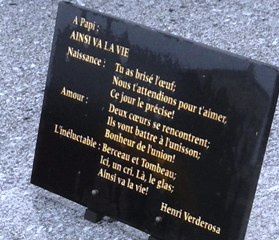 A Papi :
AINSI VA LA VIE
Naissance : Tu as brisé l'œuf;
Nous t'attendions pour t'aimer,
Ce jour le précise!
Amour : Deux cœurs se rencontrent;
Ils vont battre à l'unisson;
Bonheur de l'union!
L'inéluctable : Berceau et Tombeau;
Ici, un cri. Là, le glas;
Ainsi va la vie!
Henri Verderosa